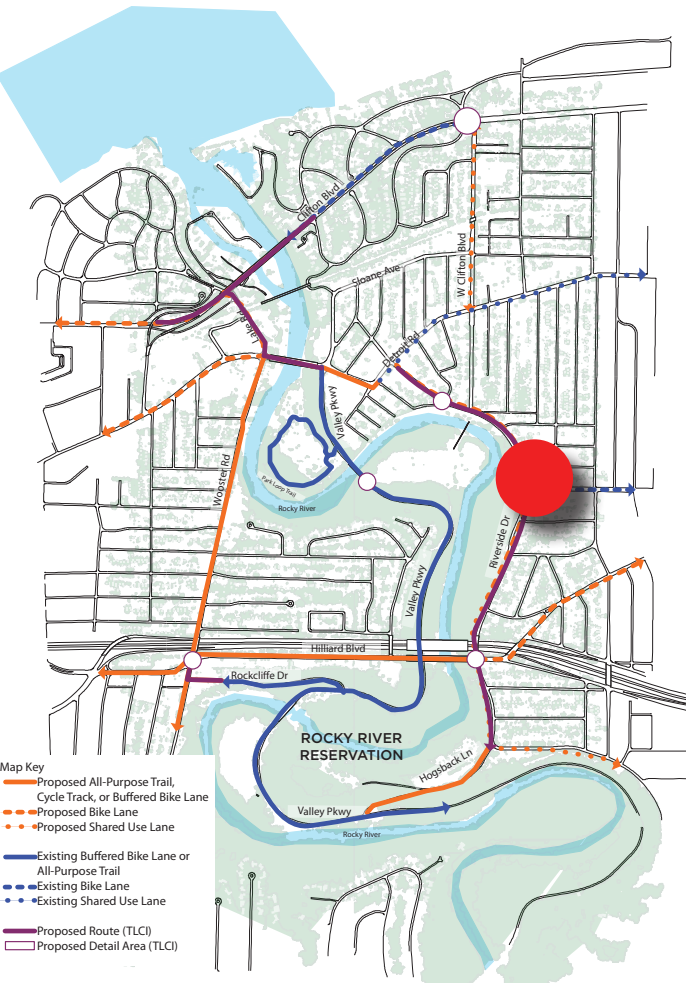 Clifton Blvd
Sloane Ave
W Clifton Blvd
Lake Rd
Detroit Rd
Valley Pkwy
Wooster Rd
Park Loop Trail
Rocky River
Riverside Dr
Valley Pkwy
Hilliard Blvd
Rockcliffe Dr
ROCKY RIVER
RESERVATION
Hogsback Ln
Valley Pkwy
Rocky River
Map Key
Proposed All-Purpose Trail,
Cycle Track, or Buffered Bike Lane
Proposed Bike Lane
Proposed Shared Use Lane
Existing Buffered Bike Lane or
All-Purpose Trail
Existing Bike Lane
Existing Shared Use Lane
Proposed Route (TLCI)
Proposed Detail Area (TLCI)